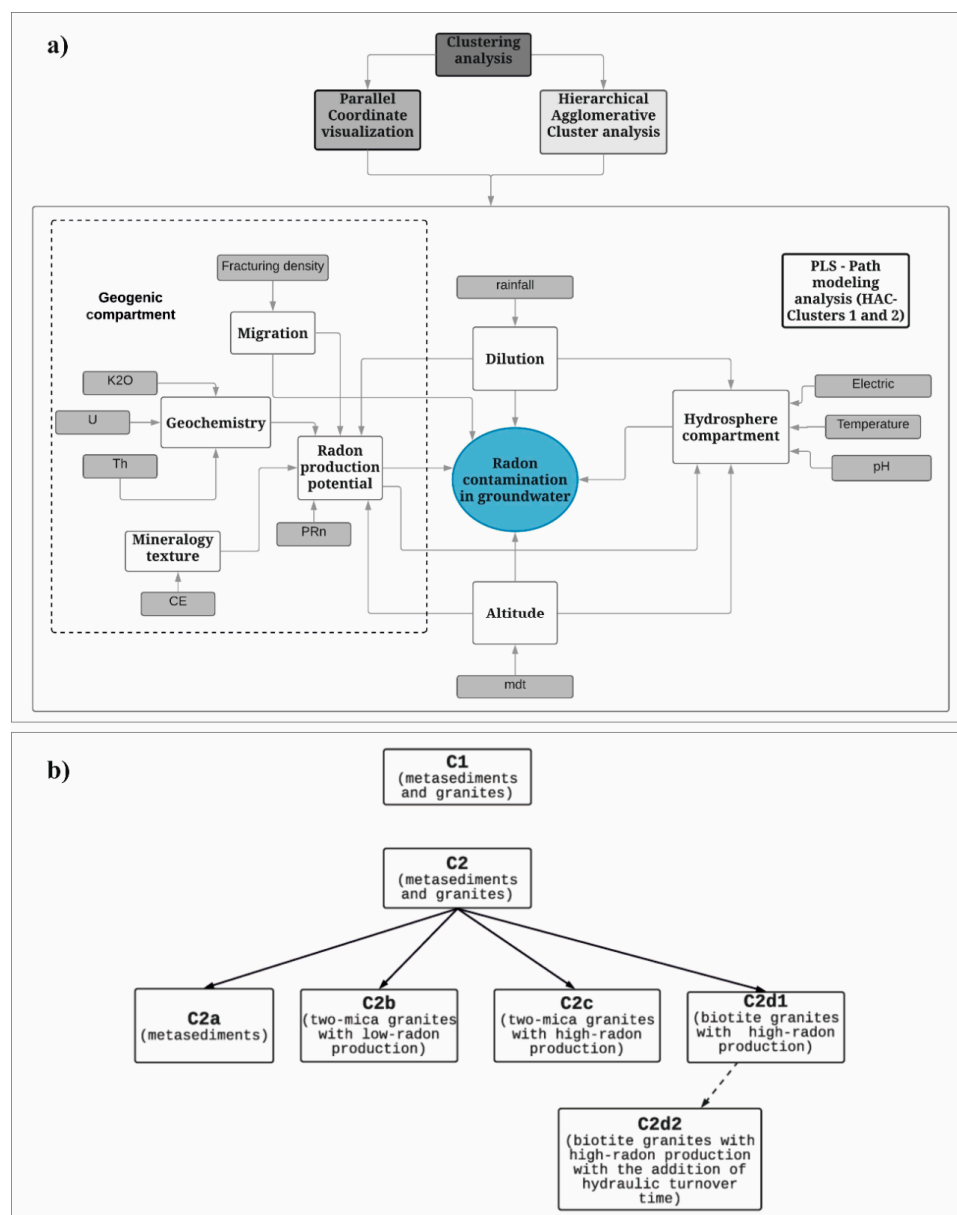 a)
Clustering
analysis
Parallel
Coordinate
visualization
Hierarchical
Agglomerative
Cluster analysis
Geogenic
compartment
Fracturing density
Migration
K2O
U
Th
Geochemistry
Mineralogy
texture
CE
Radon
production
potential
PRn
rainfall
Dilution
Radon
contamination
in groundwater
Altitude
mdt
PLS - Path
modeling
analysis (HAC-
Clusters 1 and 2)
Hydrosphere
compartment
Electric
Temperature
pH
b)
C1
(metasediments
and granites)
C2
(metasediments
and granites)
C2a
(metasediments)
C2b
(two-mica granites
with low-radon
production)
C2c
(two-mica granites
with high-radon
production)
C2d1
(biotite granites
with high-radon
production)
C2d2
(biotite granites with
high-radon production
with the addition of
hydraulic turnover
time)